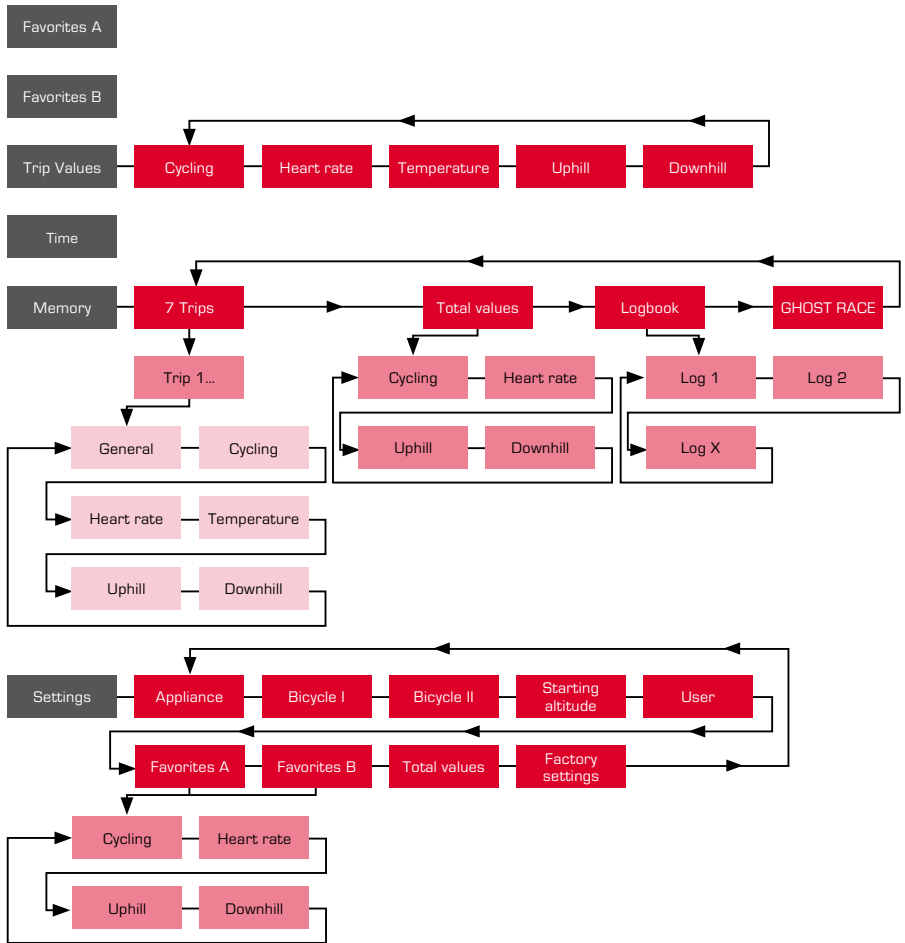 Favorites A
Favorites B
Trip Values
Cycling
Heart rate
Temperature
Uphill
Downhill
Time
Memory
7 Trips
Total values
Logbook
GHOST RACE
Trip 1...
Cycling
Heart rate
Log 1
Log 2
General
Cycling
Uphill
Downhill
Log X
Heart rate
Temperature
Uphill
Downhill
Settings
Appliance
Bicycle I
Bicycle II
Starting
altitude
User
Favorites A
Favorites B
Total values
Factory
settings
Cycling
Heart rate
Uphill
Downhill